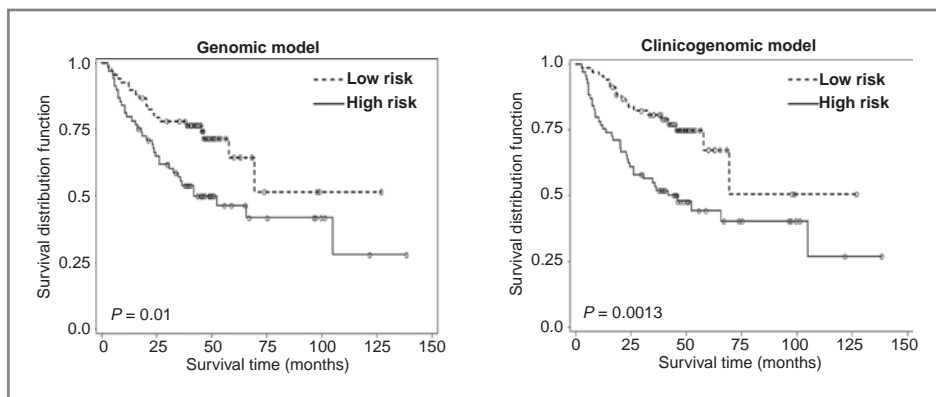 Genomic model
Survival distribution function
1.0
0.75
0.5
0.25
0.0
Low risk
High risk
P = 0.01
0 25 50 75 100 125 150
Survival time (months)
Clinicogenomic model
Survival distribution function
1.0
0.75
0.5
0.25
0.0
Low risk
High risk
P = 0.0013
0 25 50 75 100 125 150
Survival time (months)